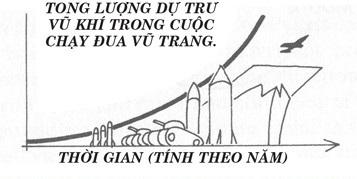 TỔNG LƯỢNG DỰ TRỮ
VŨ KHÍ TRONG CUỘC
CHẠY ĐUA VŨ TRANG.
THỜI GIAN (TÍNH THEO NĂM)